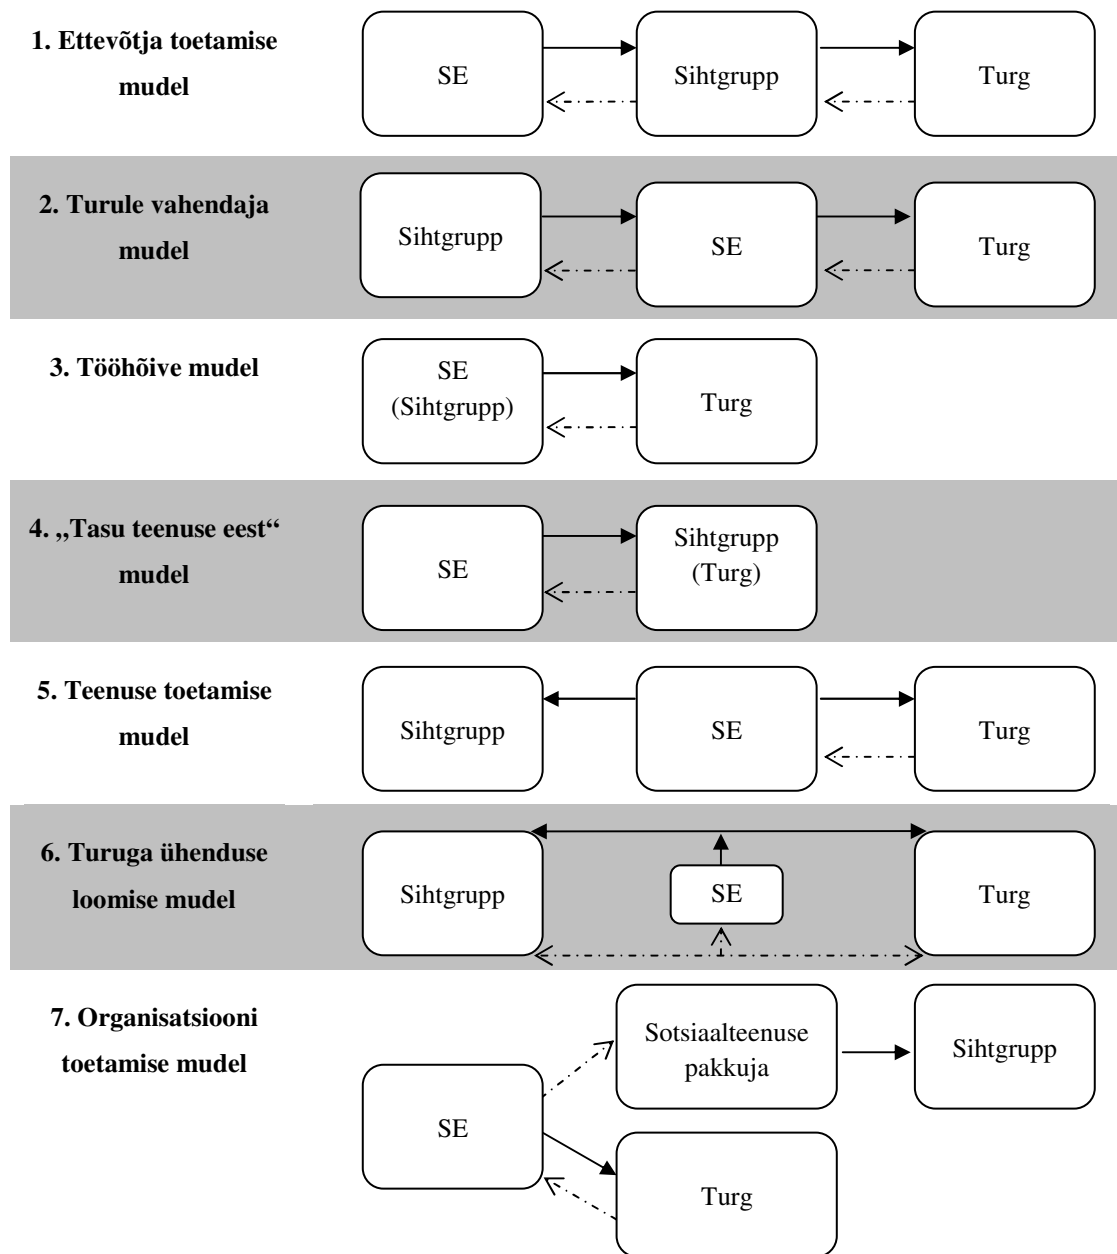 1. Ettevõtja toetamise
mudel
SE
Sihtgrupp
Turg
2. Turule vahendaja
mudel
Sihtgrupp
SE
Turg
3. Tööhõive mudel
SE
(Sihtgrupp)
Turg
4. „Tasu teenuse eest“
mudel
SE
Sihtgrupp
(Turg)
5. Teenuse toetamise
mudel
Sihtgrupp
SE
Turg
6. Turuga ühenduse
loomise mudel
Sihtgrupp
SE
Turg
7. Organisatsiooni
toetamise mudel
SE
Sotsiaalteenuse
pakkuja
Sihtgrupp
Turg